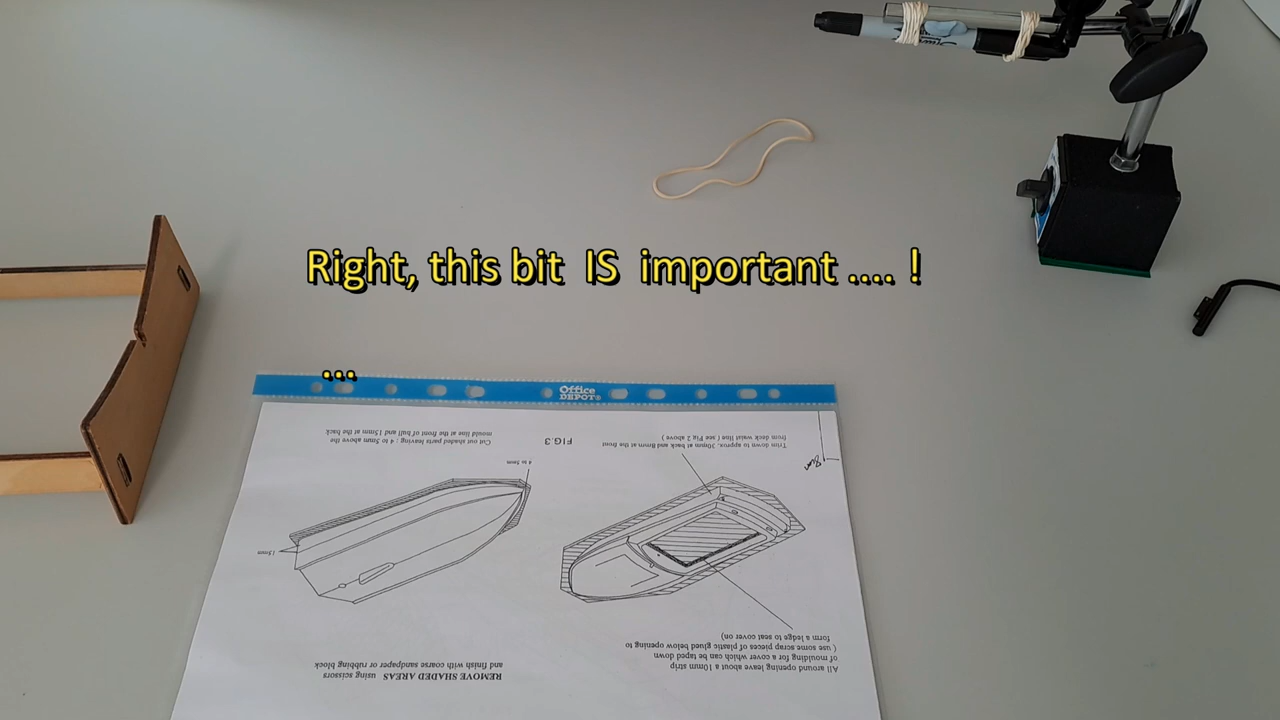 Right, this bit  IS  important .... !
...
Office
DEPOT®
All around opening leave about a 10mm strip
of moulding for a cover which can be taped down
( use some scrap pieces of plastic glued below opening to
form a ledge to seat cover on)
REMOVE SHADED AREAS using scissors
and finish with coarse sandpaper or rubbing block
15mm
4 to 5mm
8mm
Trim down to approx. 30mm at back and 8mm at the front
from deck waist line ( see Fig 2 above )
FIG.3
Cut out shaded parts leaving : 4 to 5mm above the
mould line at the front of hull and 15mm at the back